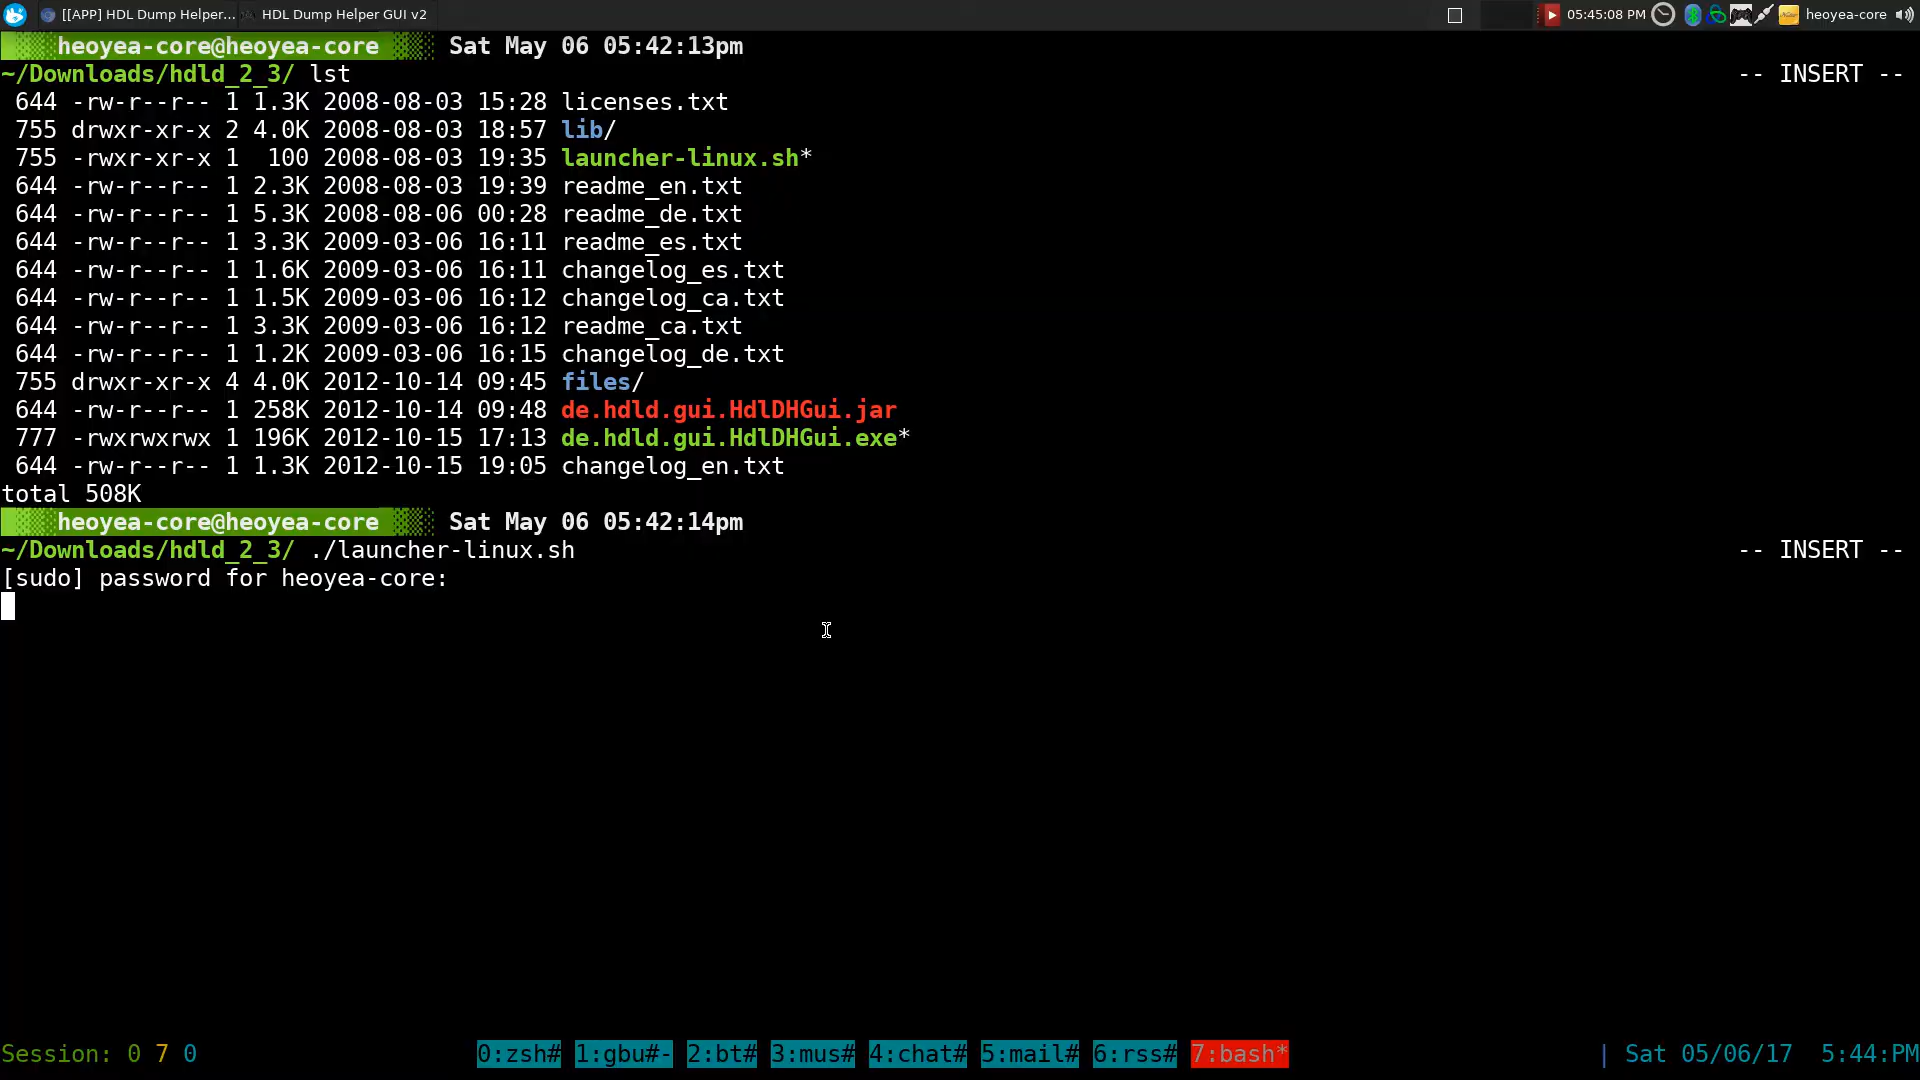 [[APP] HDL Dump Helper... HDL Dump Helper GUI v2 05:45:08 PM heoyea-core
heoyea-core@heoyea-core Sat May 06 05:42:13pm
~/Downloads/hdld_2_3/ lst -- INSERT --
644 -rw-r--r-- 1 1.3K 2008-08-03 15:28 licenses.txt
755 drwxr-xr-x 2 4.0K 2008-08-03 18:57 lib/
755 -rwxr-xr-x 1 100 2008-08-03 19:35 launcher-linux.sh*
644 -rw-r--r-- 1 2.3K 2008-08-03 19:39 readme_en.txt
644 -rw-r--r-- 1 5.3K 2008-08-06 00:28 readme_de.txt
644 -rw-r--r-- 1 3.3K 2009-03-06 16:11 readme_es.txt
644 -rw-r--r-- 1 1.6K 2009-03-06 16:11 changelog_es.txt
644 -rw-r--r-- 1 1.5K 2009-03-06 16:12 changelog_ca.txt
644 -rw-r--r-- 1 3.3K 2009-03-06 16:12 readme_ca.txt
644 -rw-r--r-- 1 1.2K 2009-03-06 16:15 changelog_de.txt
755 drwxr-xr-x 4 4.0K 2012-10-14 09:45 files/
644 -rw-r--r-- 1 258K 2012-10-14 09:48 de.hdld.gui.HdlDHGui.jar
777 -rwxrwxrwx 1 196K 2012-10-15 17:13 de.hdld.gui.HdlDHGui.exe*
644 -rw-r--r-- 1 1.3K 2012-10-15 19:05 changelog_en.txt
total 508K
heoyea-core@heoyea-core Sat May 06 05:42:14pm
~/Downloads/hdld_2_3/ ./launcher-linux.sh -- INSERT --
[sudo] password for heoyea-core:
Session: 0 7 0 0:zsh# 1:gbu#- 2:bt# 3:mus# 4:chat# 5:mail# 6:rss# 7:bash* | Sat 05/06/17 5:44:PM